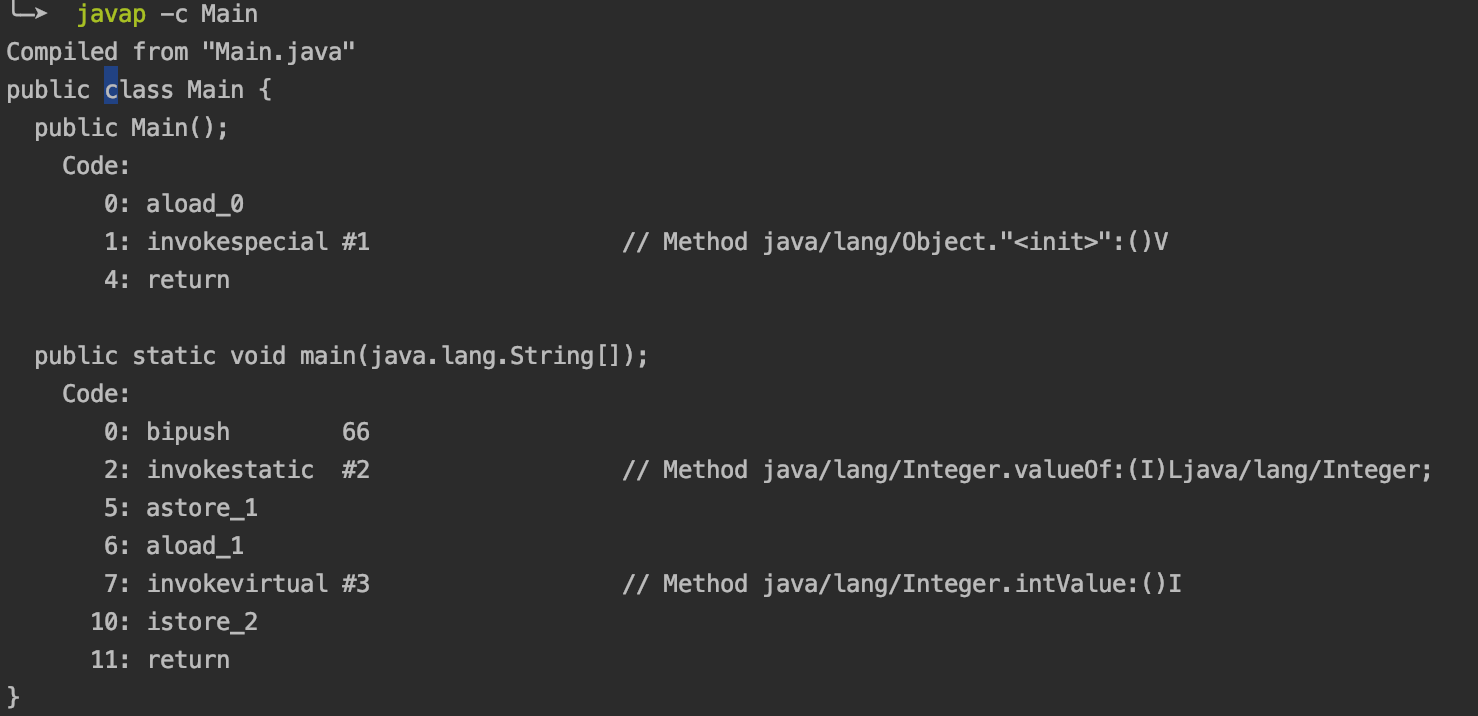 ╰─➤  javap -c Main
Compiled from "Main.java"
public class Main {
  public Main();
    Code:
       0: aload_0
       1: invokespecial #1                  // Method java/lang/Object."<init>":()V
       4: return

  public static void main(java.lang.String[]);
    Code:
       0: bipush        66
       2: invokestatic  #2                  // Method java/lang/Integer.valueOf:(I)Ljava/lang/Integer;
       5: astore_1
       6: aload_1
       7: invokevirtual #3                  // Method java/lang/Integer.intValue:()I
      10: istore_2
      11: return
}